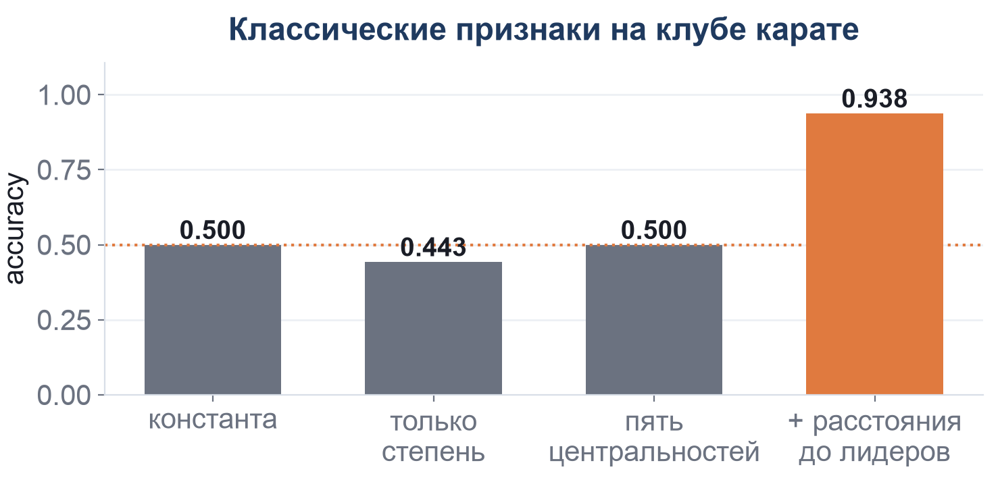 Классические признаки на клубе карате
accuracy
1.00
0.75
0.50
0.25
0.00
0.500
0.443
0.500
0.938
константа
только
степень
пять
центральностей
+ расстояния
до лидеров